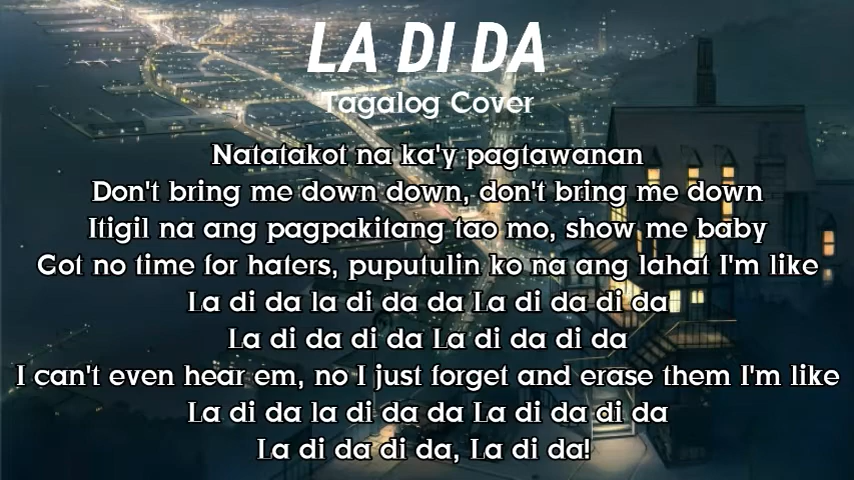 LA DI DA
Tagalog Cover
Natatakot na ka'y pagtawanan
Don't bring me down down, don't bring me down
Itigil na ang pagpakitang tao mo, show me baby
Got no time for haters, puputulin ko na ang lahat I'm like
La di da la di da da La di da di da
La di da di da La di da di da
I can't even hear em, no I just forget and erase them I'm like
La di da la di da da La di da di da
La di da di da, La di da!